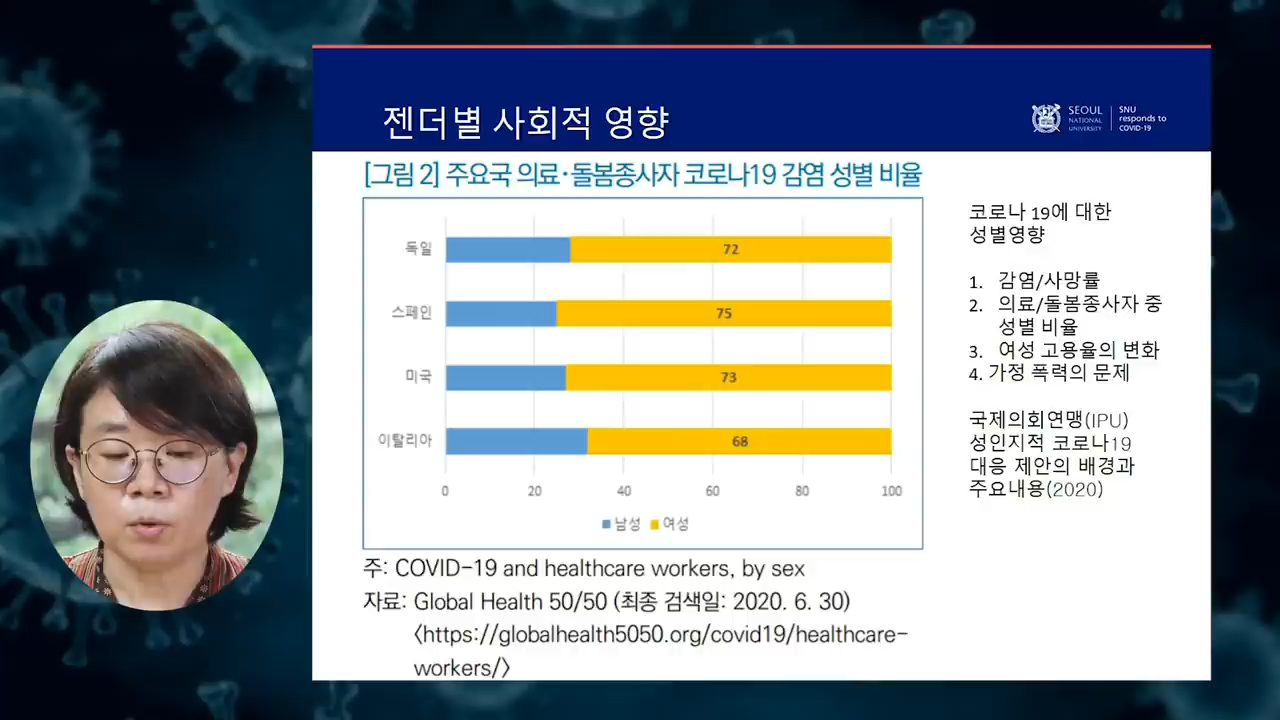 젠더별 사회적 영향
SEOUL
NATIONAL
UNIVERSITY
SNU
responds to
COVID-19
[그림 2] 주요국 의료·돌봄종사자 코로나19 감염 성별 비율
독일
72
스페인
75
미국
73
이탈리아
68
0 20 40 60 80 100
남성 여성
주: COVID-19 and healthcare workers, by sex
자료: Global Health 50/50 (최종 검색일: 2020. 6. 30)
〈https://globalhealth5050.org/covid19/healthcare-
workers/〉
코로나 19에 대한
성별영향
1. 감염/사망률
2. 의료/돌봄종사자 중
성별 비율
3. 여성 고용율의 변화
4. 가정 폭력의 문제
국제의회연맹(IPU)
성인지적 코로나19
대응 제안의 배경과
주요내용(2020)